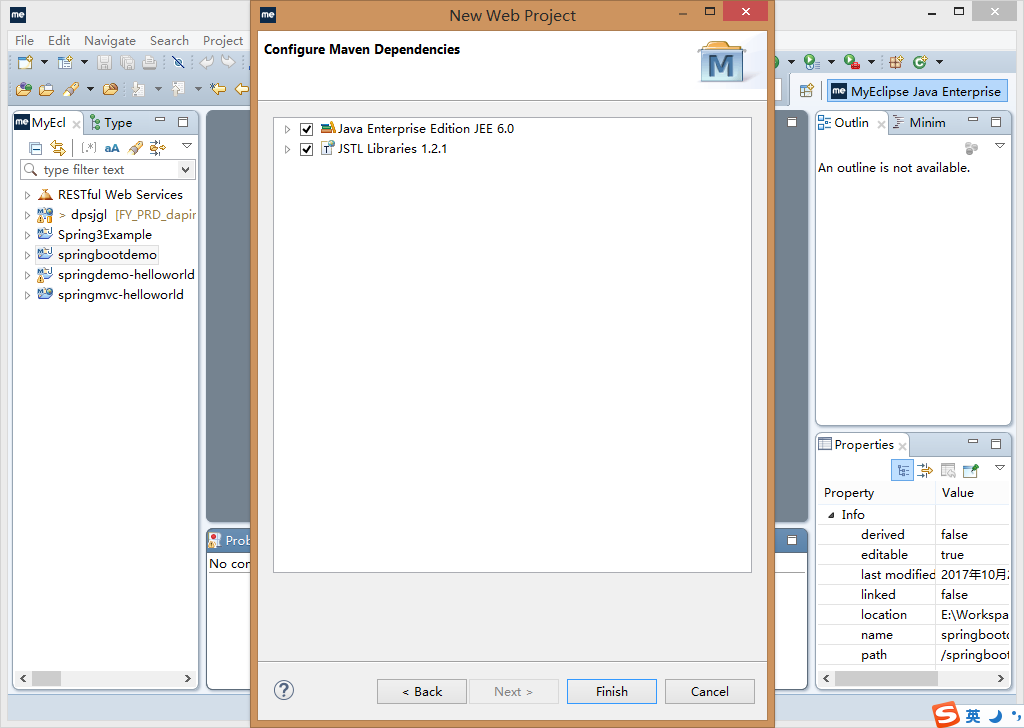 me
New Web Project
File Edit Navigate Search Project
Configure Maven Dependencies
M
me MyEclipse Java Enterprise
me MyEcl
Type
type filter text
RESTful Web Services
> dpsjgl [FY_PRD_dapin
Spring3Example
springbootdemo
springdemo-helloworld
springmvc-helloworld
Java Enterprise Edition JEE 6.0
JSTL Libraries 1.2.1
Outlin
Minim
An outline is not available.
Prob
No con
Properties
Property Value
Info
derived false
editable true
last modified 2017年10月2
linked false
location E:\Workspa
name springbootd
path /springboot
?
< Back
Next >
Finish
Cancel
S 英